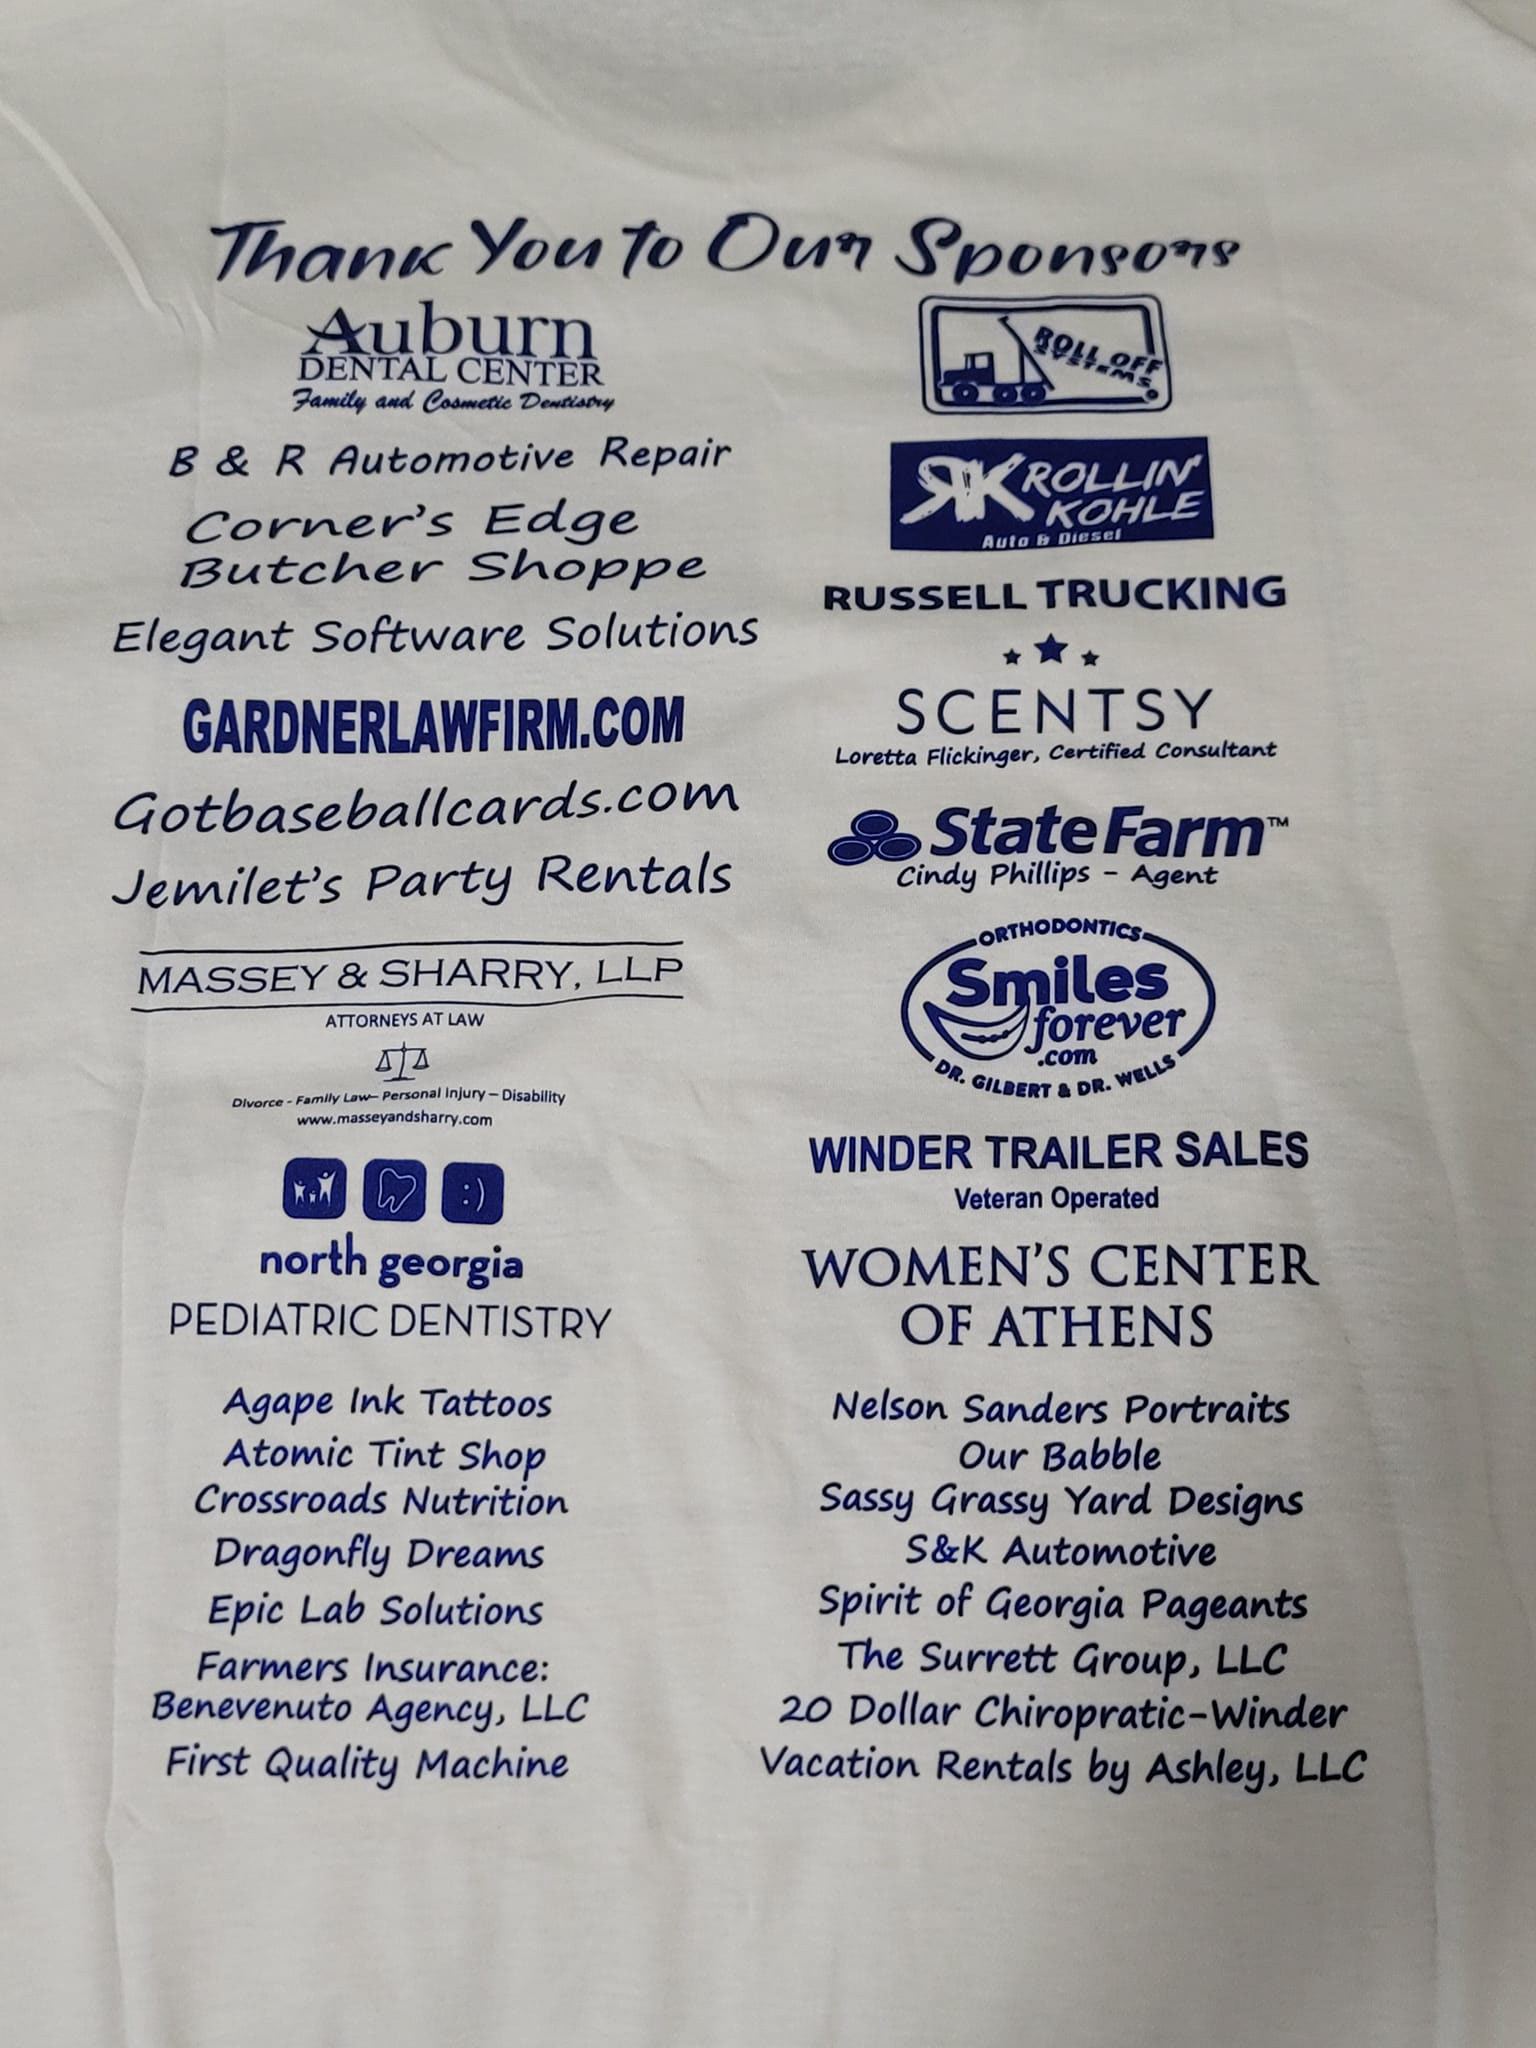 Thank You to Our Sponsors
Auburn
DENTAL CENTER
Family and Cosmetic Dentistry
B & R Automotive Repair
Corner's Edge
Butcher Shoppe
Elegant Software Solutions
GARDNERLAWFIRM.COM
Gotbaseballcards.com
Jemilet's Party Rentals
MASSEY & SHARRY, LLP
ATTORNEYS AT LAW
Divorce - Family Law– Personal Injury – Disability
www.masseyandsharry.com
:)
north georgia
PEDIATRIC DENTISTRY
Agape Ink Tattoos
Atomic Tint Shop
Crossroads Nutrition
Dragonfly Dreams
Epic Lab Solutions
Farmers Insurance:
Benevenuto Agency, LLC
First Quality Machine
ROLL OFF
SYSTEMS
RK ROLLIN'
KOHLE
Auto & Diesel
RUSSELL TRUCKING
SCENTSY
Loretta Flickinger, Certified Consultant
State Farm™
Cindy Phillips - Agent
ORTHODONTICS
Smiles
forever
.com
DR. GILBERT & DR. WELLS
WINDER TRAILER SALES
Veteran Operated
WOMEN'S CENTER
OF ATHENS
Nelson Sanders Portraits
Our Babble
Sassy Grassy Yard Designs
S&K Automotive
Spirit of Georgia Pageants
The Surrett Group, LLC
20 Dollar Chiropratic-Winder
Vacation Rentals by Ashley, LLC